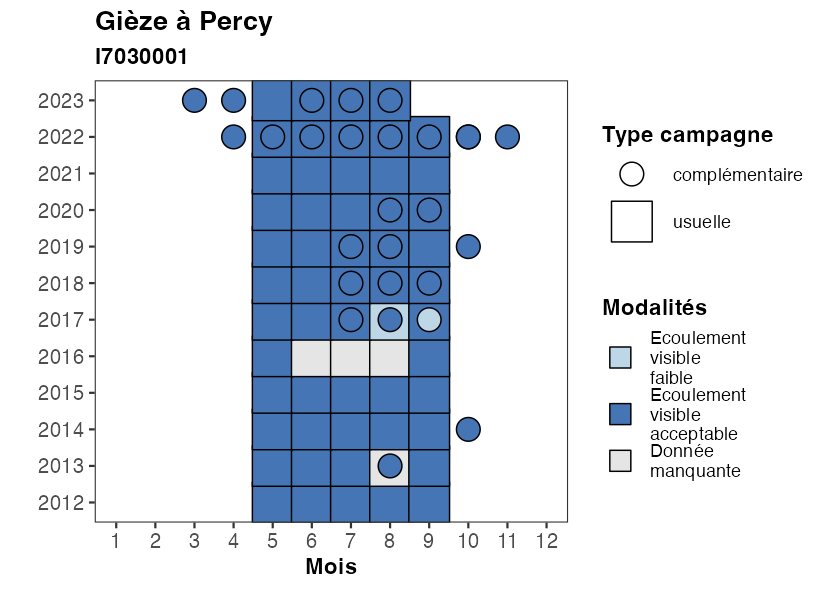 Gièze à Percy
I7030001
2023
2022
2021
2020
2019
2018
2017
2016
2015
2014
2013
2012
1 2 3 4 5 6 7 8 9 10 11 12
Mois
Type campagne
complémentaire
usuelle
Modalités
Ecoulement
visible
faible
Ecoulement
visible
acceptable
Donnée
manquante